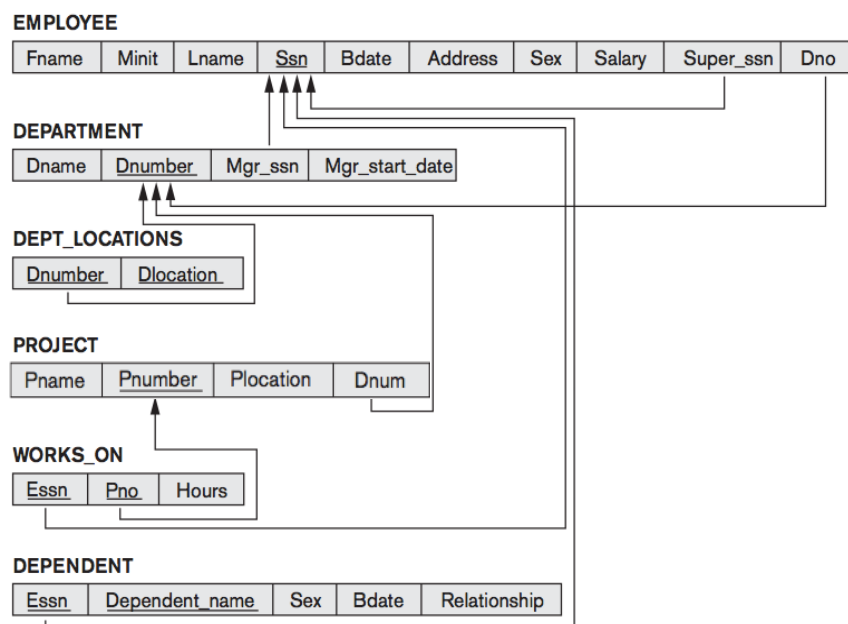 EMPLOYEE
Fname Minit Lname Ssn Bdate Address Sex Salary Super_ssn Dno
DEPARTMENT
Dname Dnumber Mgr_ssn Mgr_start_date
DEPT_LOCATIONS
Dnumber Dlocation
PROJECT
Pname Pnumber Plocation Dnum
WORKS_ON
Essn Pno Hours
DEPENDENT
Essn Dependent_name Sex Bdate Relationship